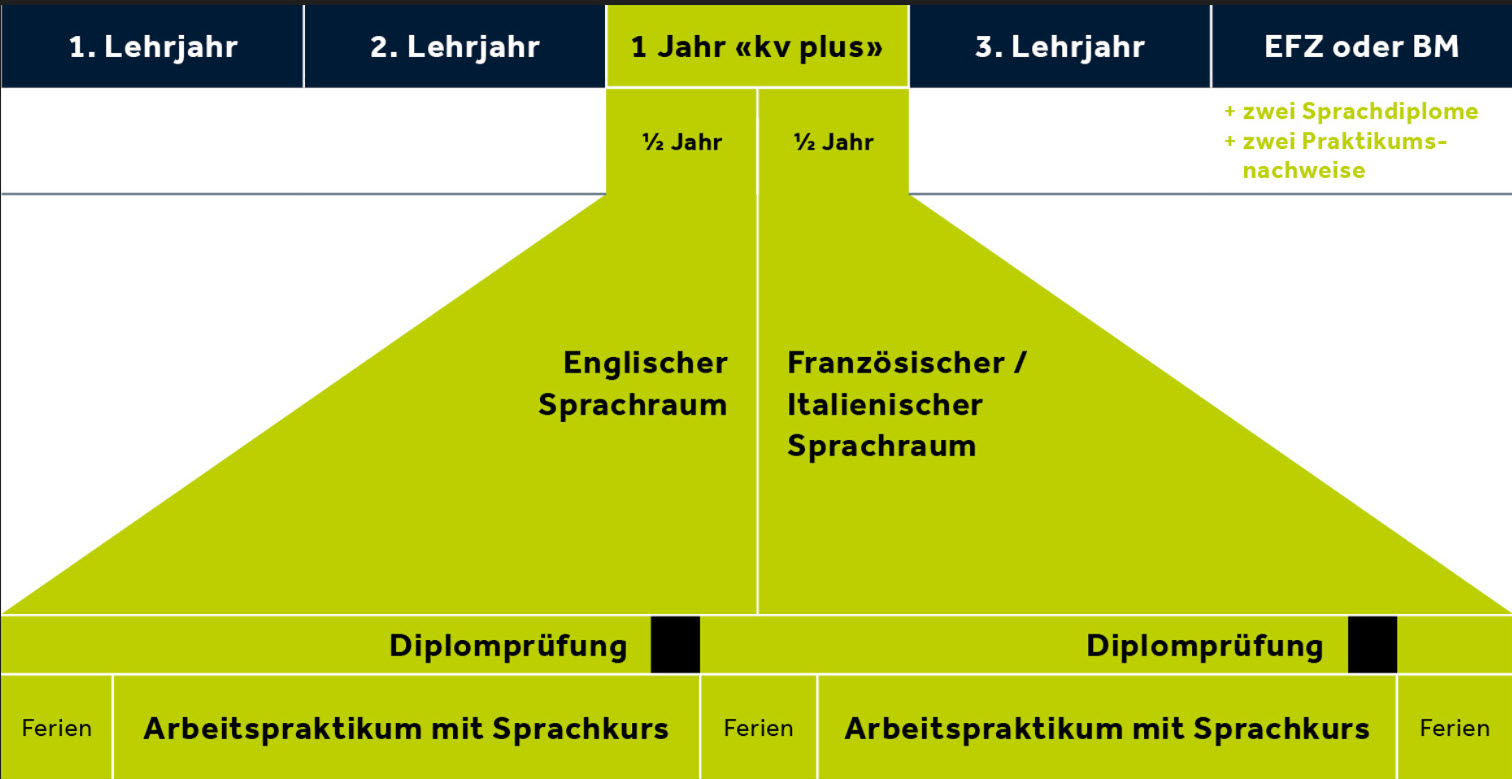 1. Lehrjahr
2. Lehrjahr
1 Jahr «kv plus»
3. Lehrjahr
EFZ oder BM
½ Jahr
½ Jahr
+ zwei Sprachdiplome
+ zwei Praktikums-
nachweise
Englischer
Sprachraum
Französischer /
Italienischer
Sprachraum
Diplomprüfung
Diplomprüfung
Ferien
Arbeitspraktikum mit Sprachkurs
Ferien
Arbeitspraktikum mit Sprachkurs
Ferien